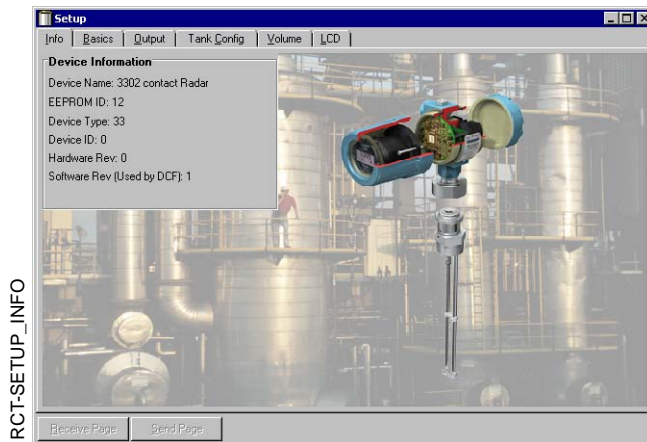 Setup
Info Basics Output Tank Config Volume LCD
Device Information
Device Name: 3302 contact Radar
EEPROM ID: 12
Device Type: 33
Device ID: 0
Hardware Rev: 0
Software Rev (Used by DCF): 1
Receive Page Send Page
RCT-SETUP_INFO